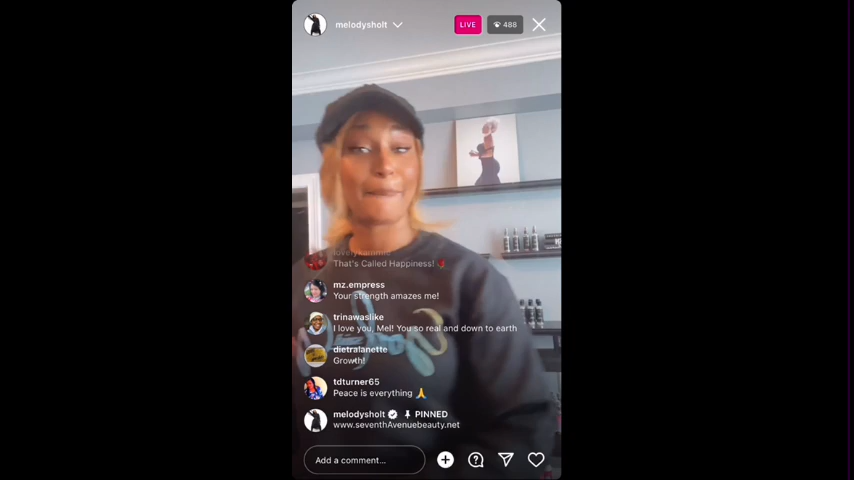 melodysholt
LIVE
488
That's Called Happiness!
mz.empress
Your strength amazes me!
trinawaslike
I love you, Mel! You so real and down to earth
dietralanette
Growth!
tdturner65
Peace is everything 🙏
melodysholt PINNED
www.seventhAvenuebeauty.net
Add a comment...